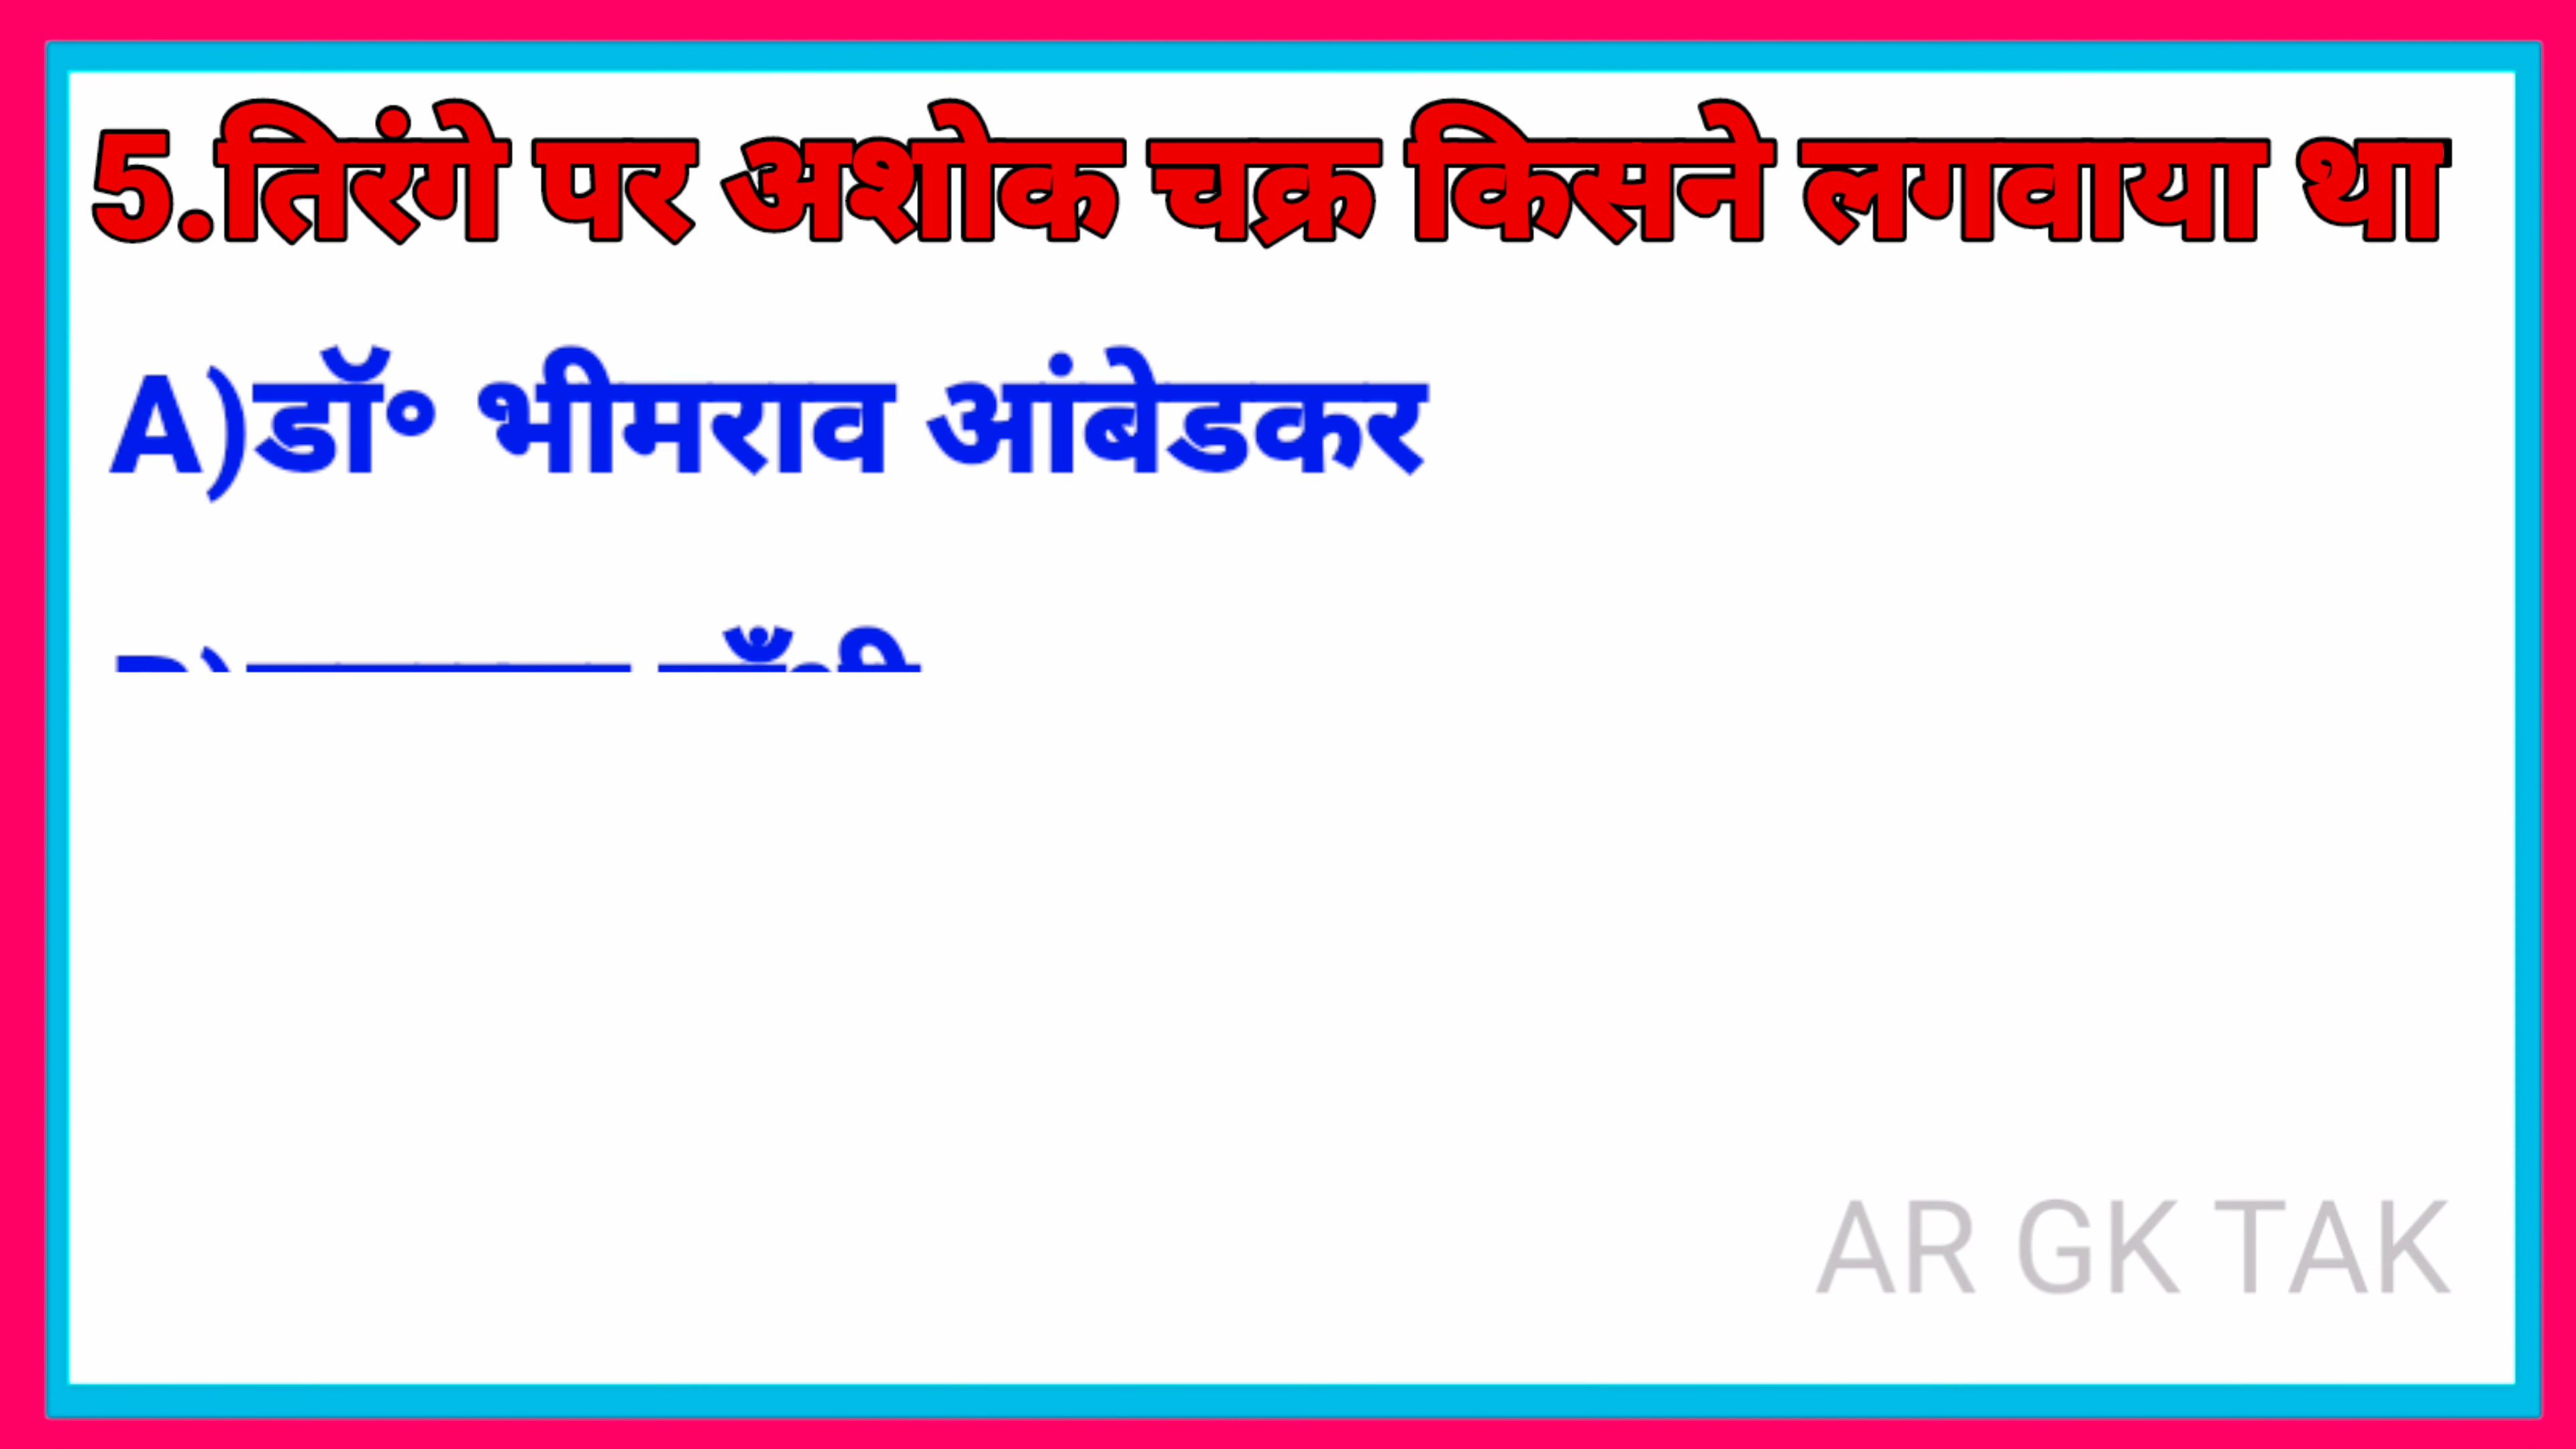 5.तिरंगे पर अशोक चक्र किसने लगवाया था
A)डॉ॰ भीमराव आंबेडकर
AR GK TAK